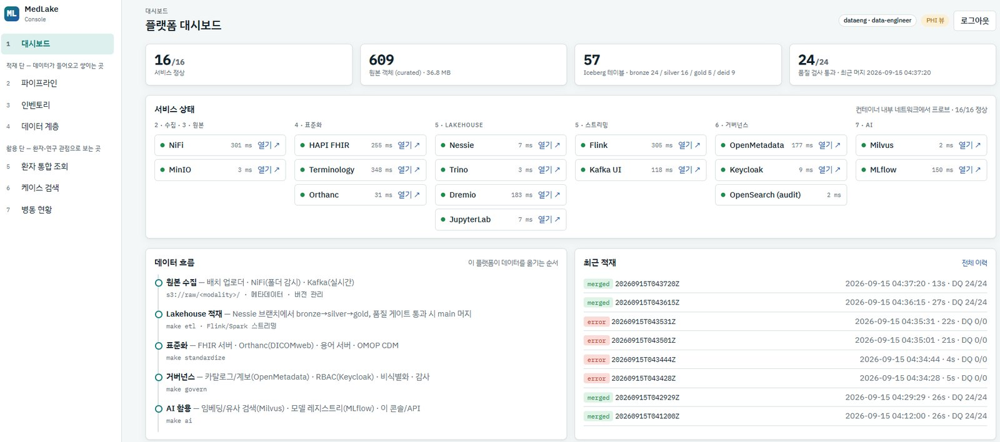 ML MedLake
Console
1 대시보드
적재 단 — 데이터가 들어오고 쌓이는 곳
2 파이프라인
3 인벤토리
4 데이터 계층
활용 단 — 환자·연구 관점으로 보는 곳
5 환자 통합 조회
6 케이스 검색
7 병동 현황
대시보드
플랫폼 대시보드
dataeng · data-engineer PHI 뷰 로그아웃
16/16
서비스 정상
609
원본 객체 (curated) · 36.8 MB
57
Iceberg 테이블 · bronze 24 / silver 16 / gold 5 / deid 9
24/24
품질 검사 통과 · 최근 머지 2026-09-15 04:37:20
서비스 상태
컨테이너 내부 네트워크에서 프로브 · 16/16 정상
2 · 수집 · 3 · 원본
NiFi 301 ms 열기 ↗
MinIO 3 ms 열기 ↗
4 · 표준화
HAPI FHIR 255 ms 열기 ↗
Terminology 348 ms 열기 ↗
Orthanc 31 ms 열기 ↗
5 · LAKEHOUSE
Nessie 7 ms 열기 ↗
Trino 3 ms 열기 ↗
Dremio 183 ms 열기 ↗
JupyterLab 7 ms 열기 ↗
5 · 스트리밍
Flink 305 ms 열기 ↗
Kafka UI 118 ms 열기 ↗
6 · 거버넌스
OpenMetadata 177 ms 열기 ↗
Keycloak 9 ms 열기 ↗
OpenSearch (audit) 2 ms
7 · AI
Milvus 2 ms 열기 ↗
MLflow 150 ms 열기 ↗
데이터 흐름
이 플랫폼이 데이터를 옮기는 순서
원본 수집 — 배치 업로더 · NiFi(폴더 감시) · Kafka(실시간)
s3://raw/<modality>/ · 메타데이터 · 버전 관리
Lakehouse 적재 — Nessie 브랜치에서 bronze→silver→gold, 품질 게이트 통과 시 main 머지
make etl · Flink/Spark 스트리밍
표준화 — FHIR 서버 · Orthanc(DICOMweb) · 용어 서버 · OMOP CDM
make standardize
거버넌스 — 카탈로그/계보(OpenMetadata) · RBAC(Keycloak) · 비식별화 · 감사
make govern
AI 활용 — 임베딩/유사 검색(Milvus) · 모델 레지스트리(MLflow) · 이 콘솔/API
make ai
최근 적재
전체 이력
merged 20260915T043720Z 2026-09-15 04:37:20 · 13s · DQ 24/24
merged 20260915T043615Z 2026-09-15 04:36:15 · 27s · DQ 24/24
error 20260915T043531Z 2026-09-15 04:35:31 · 22s · DQ 0/0
error 20260915T043501Z 2026-09-15 04:35:01 · 21s · DQ 0/0
error 20260915T043444Z 2026-09-15 04:34:44 · 4s · DQ 0/0
error 20260915T043428Z 2026-09-15 04:34:28 · 5s · DQ 0/0
merged 20260915T042929Z 2026-09-15 04:29:29 · 26s · DQ 24/24
merged 20260915T041200Z 2026-09-15 04:12:00 · 26s · DQ 24/24